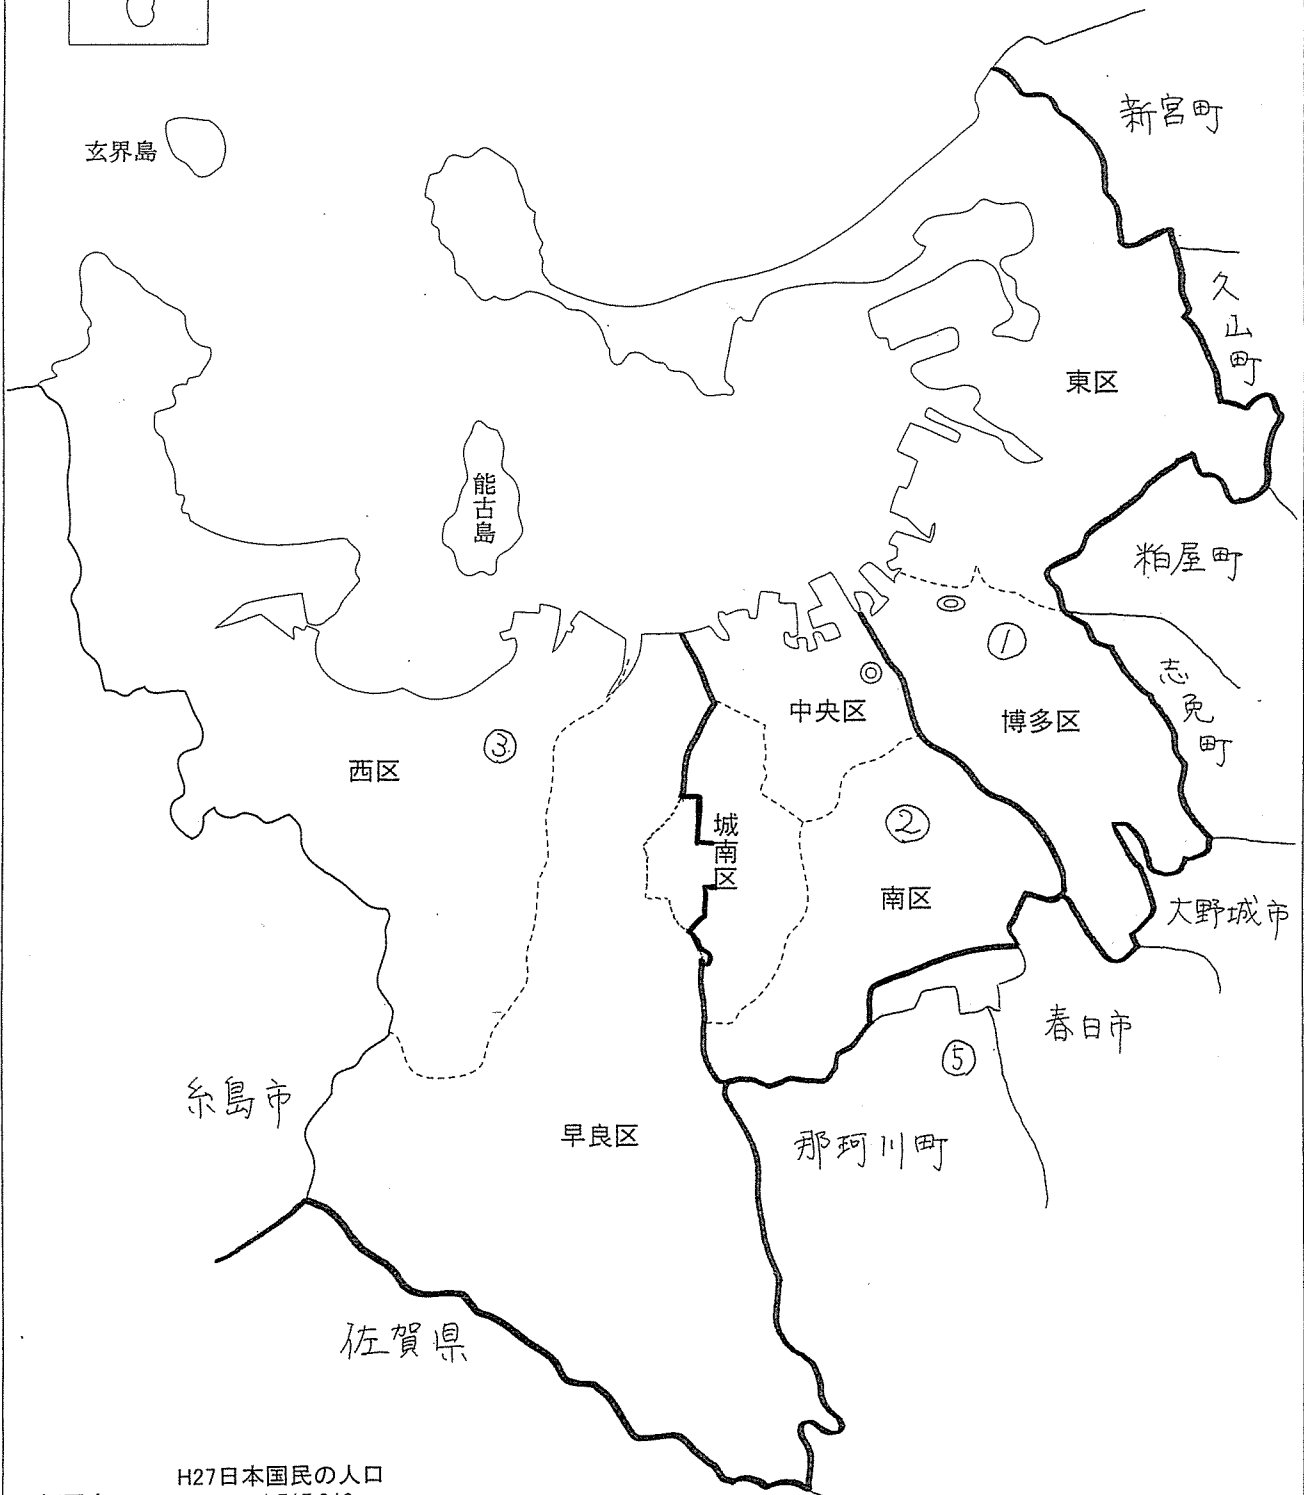 玄界島
新宮町
久山町
東区
能古島
粕屋町
①
志免町
中央区
博多区
③
西区
城南区
②
南区
大野城市
春日市
⑤
糸島市
早良区
那珂川町
佐賀県
H27日本国民の人口